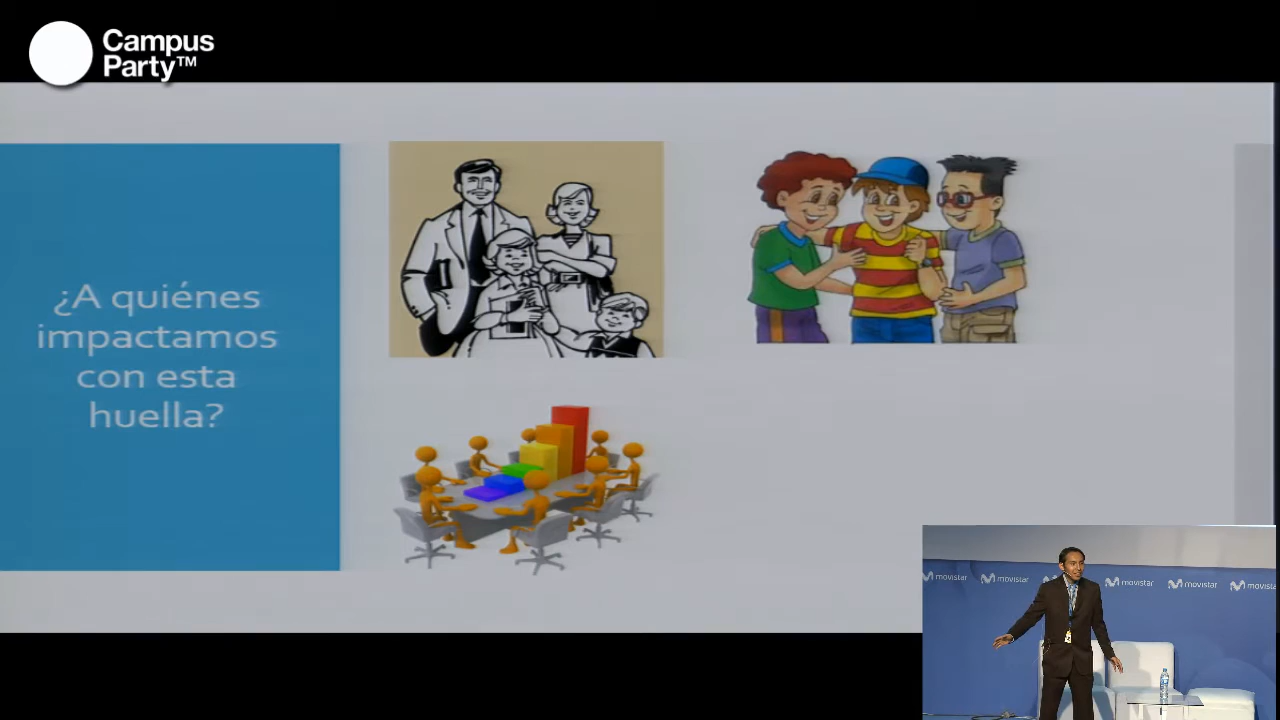 Campus
Party™
¿A quiénes
impactamos
con esta
huella?
movistar
movistar
movistar
movistar
movistar